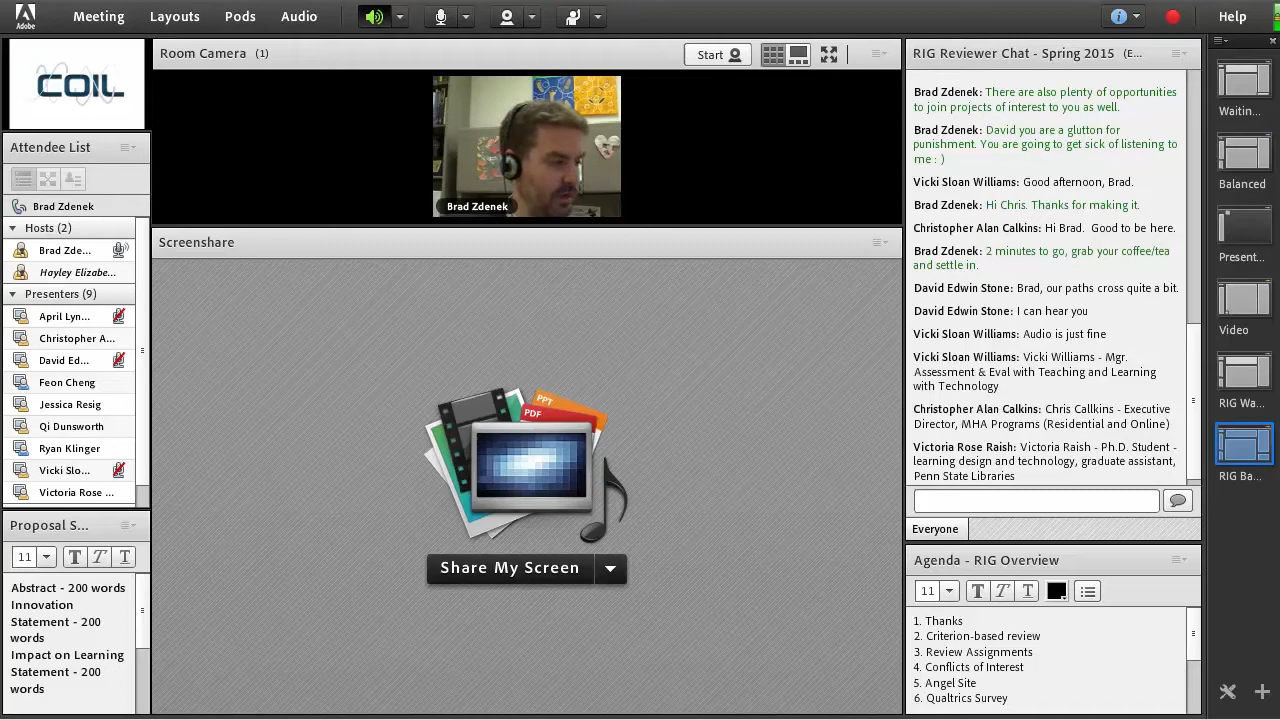 Adobe
Meeting
Layouts
Pods
Audio
Help
COIL
Room Camera (1)
Start
Brad Zdenek
Attendee List
Brad Zdenek
Hosts (2)
Brad Zde...
Hayley Elizabe...
Presenters (9)
April Lyn...
Christopher A...
David Ed...
Feon Cheng
Jessica Resig
Qi Dunsworth
Ryan Klinger
Vicki Slo...
Victoria Rose ...
Proposal S...
11
T T T
Abstract - 200 words
Innovation
Statement - 200
words
Impact on Learning
Statement - 200
words
Screenshare
PPT
PDF
Share My Screen
RIG Reviewer Chat - Spring 2015 (E...
Brad Zdenek: There are also plenty of opportunities
to join projects of interest to you as well.
Brad Zdenek: David you are a glutton for
punishment. You are going to get sick of listening to
me : )
Vicki Sloan Williams: Good afternoon, Brad.
Brad Zdenek: Hi Chris. Thanks for making it.
Christopher Alan Calkins: Hi Brad.  Good to be here.
Brad Zdenek: 2 minutes to go, grab your coffee/tea
and settle in.
David Edwin Stone: Brad, our paths cross quite a bit.
David Edwin Stone: I can hear you
Vicki Sloan Williams: Audio is just fine
Vicki Sloan Williams: Vicki Williams - Mgr.
Assessment & Eval with Teaching and Learning
with Technology
Christopher Alan Calkins: Chris Callkins - Executive
Director, MHA Programs (Residential and Online)
Victoria Rose Raish: Victoria Raish - Ph.D. Student -
learning design and technology, graduate assistant,
Penn State Libraries
Everyone
Agenda - RIG Overview
11
T T T
1. Thanks
2. Criterion-based review
3. Review Assignments
4. Conflicts of Interest
5. Angel Site
6. Qualtrics Survey
Waitin...
Balanced
Present...
Video
RIG Wa...
RIG Ba...